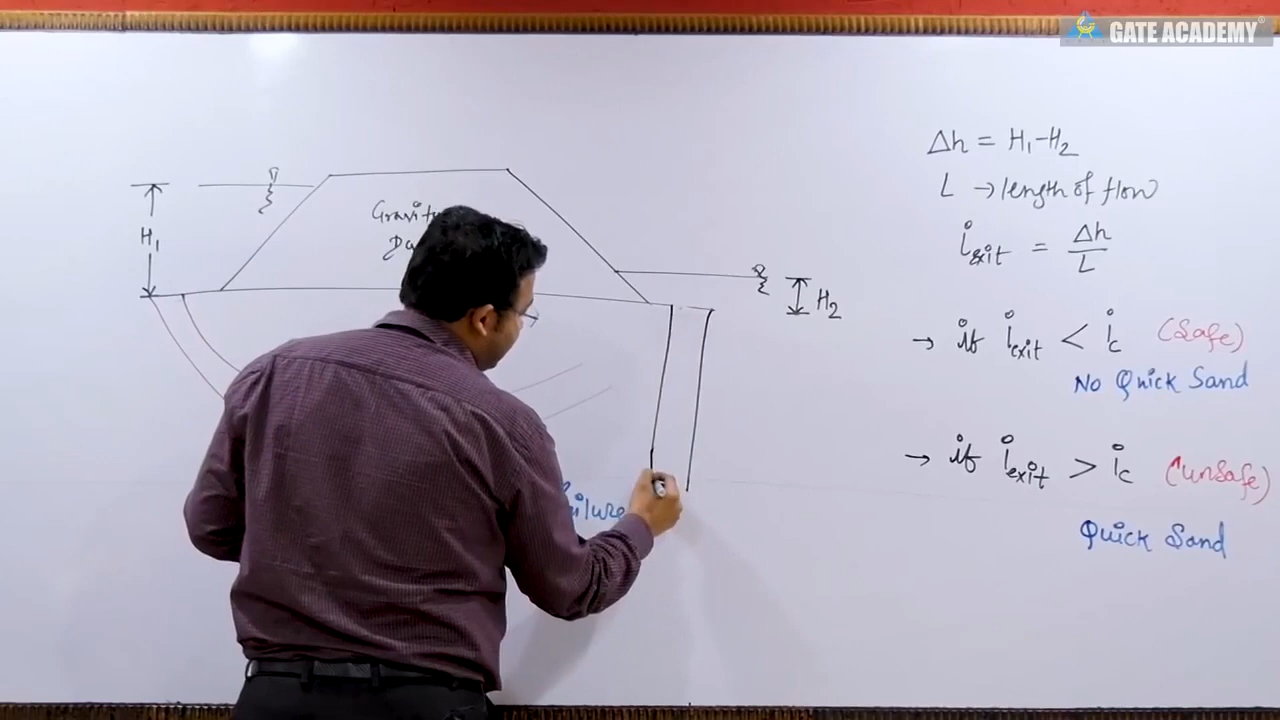 GATE ACADEMY
Δh = H₁-H₂
L → length of flow
i_exit = Δh/L
→ if i_exit < i_c (Safe)
No Quick Sand
→ if i_exit > i_c (unsafe)
Quick Sand
H₁
H₂